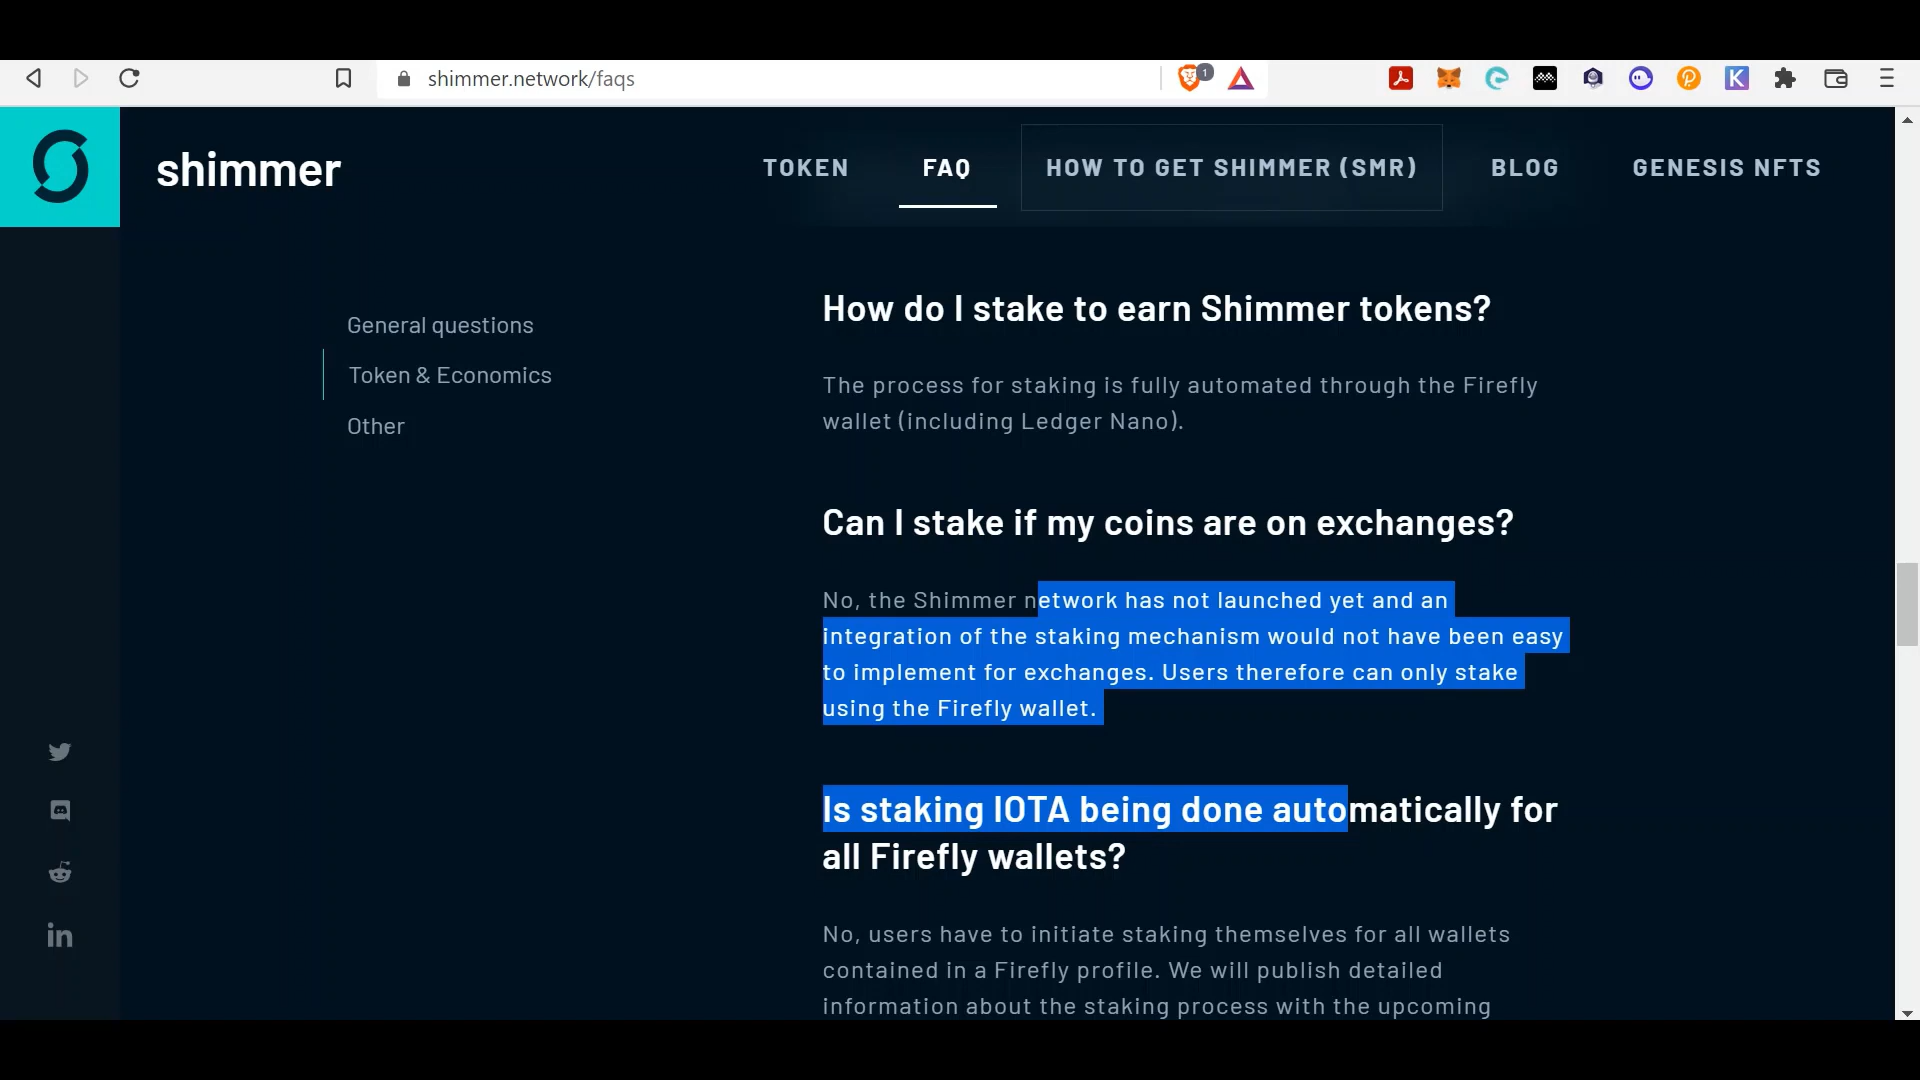 shimmer.network/faqs
1
shimmer
TOKEN
FAQ
HOW TO GET SHIMMER (SMR)
BLOG
GENESIS NFTS
General questions
Token & Economics
Other
How do I stake to earn Shimmer tokens?
The process for staking is fully automated through the Firefly
wallet (including Ledger Nano).
Can I stake if my coins are on exchanges?
No, the Shimmer network has not launched yet and an
integration of the staking mechanism would not have been easy
to implement for exchanges. Users therefore can only stake
using the Firefly wallet.
Is staking IOTA being done automatically for
all Firefly wallets?
No, users have to initiate staking themselves for all wallets
contained in a Firefly profile. We will publish detailed
information about the staking process with the upcoming
K
in